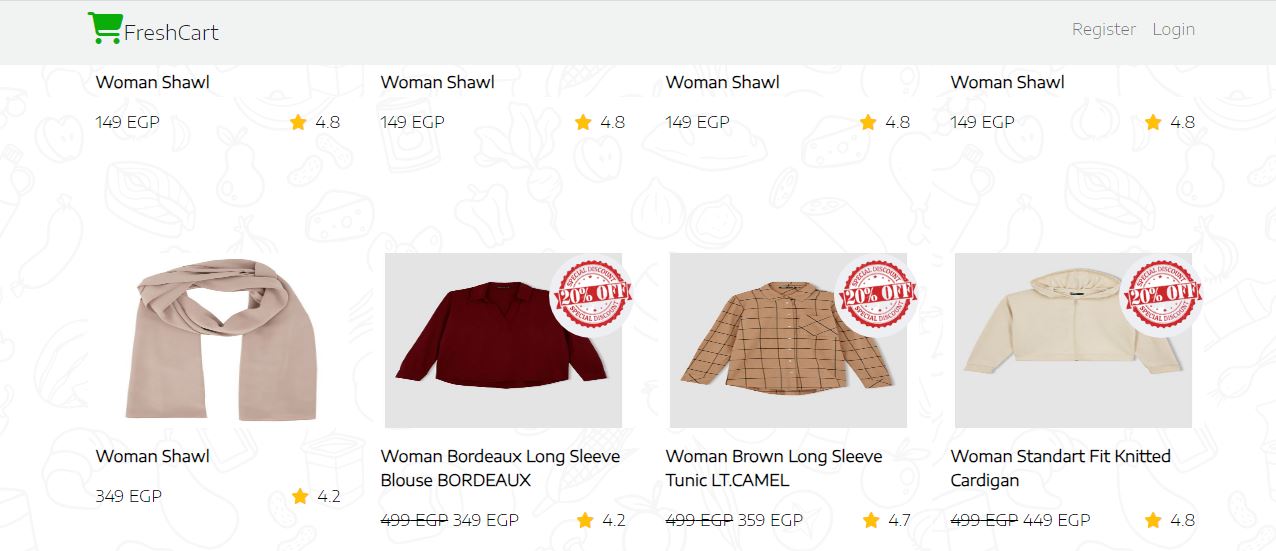 FreshCart
Register Login
Woman Shawl
149 EGP 4.8
Woman Shawl
149 EGP 4.8
Woman Shawl
149 EGP 4.8
Woman Shawl
149 EGP 4.8
Woman Shawl
349 EGP 4.2
SPECIAL DISCOUNT
20% OFF
SPECIAL DISCOUNT
Woman Bordeaux Long Sleeve
Blouse BORDEAUX
499 EGP 349 EGP 4.2
SPECIAL DISCOUNT
20% OFF
SPECIAL DISCOUNT
Woman Brown Long Sleeve
Tunic LT.CAMEL
499 EGP 359 EGP 4.7
SPECIAL DISCOUNT
20% OFF
SPECIAL DISCOUNT
Woman Standart Fit Knitted
Cardigan
499 EGP 449 EGP 4.8